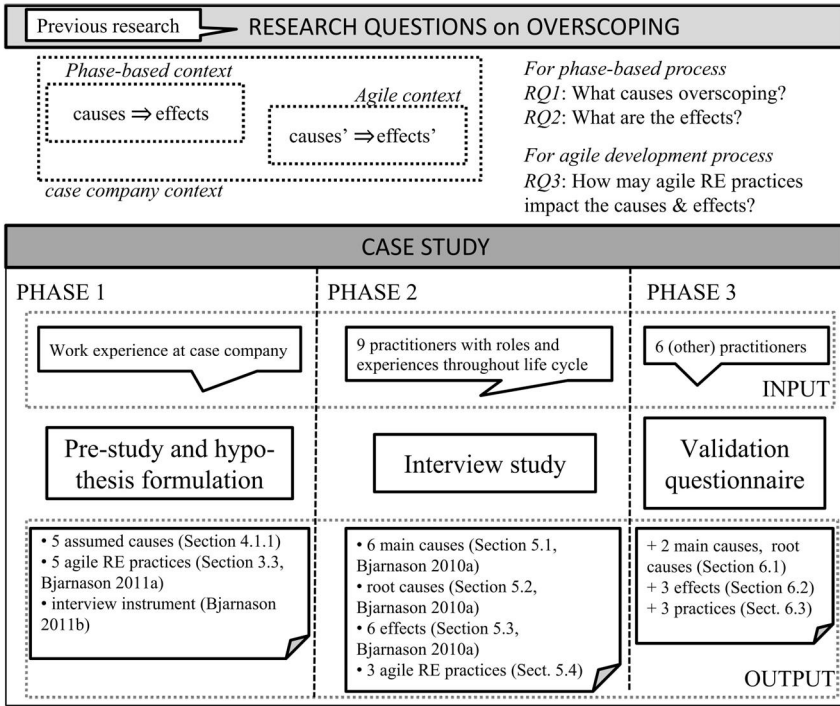 Previous research
RESEARCH QUESTIONS on OVERSCOPING
Phase-based context
causes ⇒ effects
Agile context
causes’ ⇒ effects’
case company context
For phase-based process
RQ1: What causes overscoping?
RQ2: What are the effects?
For agile development process
RQ3: How may agile RE practices
impact the causes & effects?
CASE STUDY
PHASE 1
Work experience at case company
Pre-study and hypo-
thesis formulation
• 5 assumed causes (Section 4.1.1)
• 5 agile RE practices (Section 3.3,
Bjarnason 2011a)
• interview instrument (Bjarnason
2011b)
PHASE 2
9 practitioners with roles and
experiences throughout life cycle
Interview study
• 6 main causes (Section 5.1,
Bjarnason 2010a)
• root causes (Section 5.2,
Bjarnason 2010a)
• 6 effects (Section 5.3,
Bjarnason 2010a)
• 3 agile RE practices (Sect. 5.4)
PHASE 3
6 (other) practitioners
INPUT
Validation
questionnaire
+ 2 main causes, root
causes (Section 6.1)
+ 3 effects (Section 6.2)
+ 3 practices (Sect. 6.3)
OUTPUT